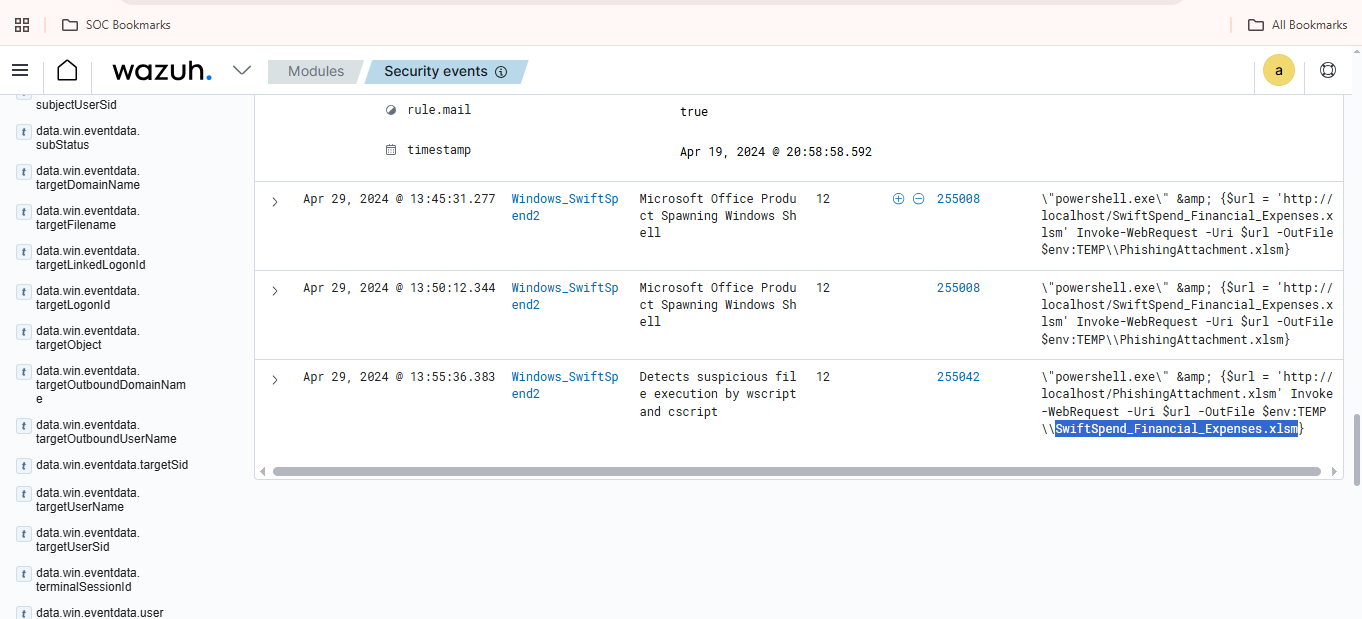 SOC Bookmarks
All Bookmarks
wazuh.
Modules
Security events
a
subjectUserSid
t data.win.eventdata.
subStatus
t data.win.eventdata.
targetDomainName
t data.win.eventdata.
targetFilename
t data.win.eventdata.
targetLinkedLogonId
t data.win.eventdata.
targetLogonId
t data.win.eventdata.
targetObject
t data.win.eventdata.
targetOutboundDomainNam
e
t data.win.eventdata.
targetOutboundUserName
t data.win.eventdata.targetSid
t data.win.eventdata.
targetUserName
t data.win.eventdata.
targetUserSid
t data.win.eventdata.
terminalSessionId
t data.win.eventdata.user
rule.mail
true
timestamp
Apr 19, 2024 @ 20:58:58.592
Apr 29, 2024 @ 13:45:31.277
Windows_SwiftSp
end2
Microsoft Office Produ
ct Spawning Windows Sh
ell
12
255008
\"powershell.exe\" &amp; {$url = 'http://
localhost/SwiftSpend_Financial_Expenses.x
lsm' Invoke-WebRequest -Uri $url -OutFile
$env:TEMP\\PhishingAttachment.xlsm}
Apr 29, 2024 @ 13:50:12.344
Windows_SwiftSp
end2
Microsoft Office Produ
ct Spawning Windows Sh
ell
12
255008
\"powershell.exe\" &amp; {$url = 'http://
localhost/SwiftSpend_Financial_Expenses.x
lsm' Invoke-WebRequest -Uri $url -OutFile
$env:TEMP\\PhishingAttachment.xlsm}
Apr 29, 2024 @ 13:55:36.383
Windows_SwiftSp
end2
Detects suspicious fil
e execution by wscript
and cscript
12
255042
\"powershell.exe\" &amp; {$url = 'http://
localhost/PhishingAttachment.xlsm' Invoke
-WebRequest -Uri $url -OutFile $env:TEMP
\\SwiftSpend_Financial_Expenses.xlsm}